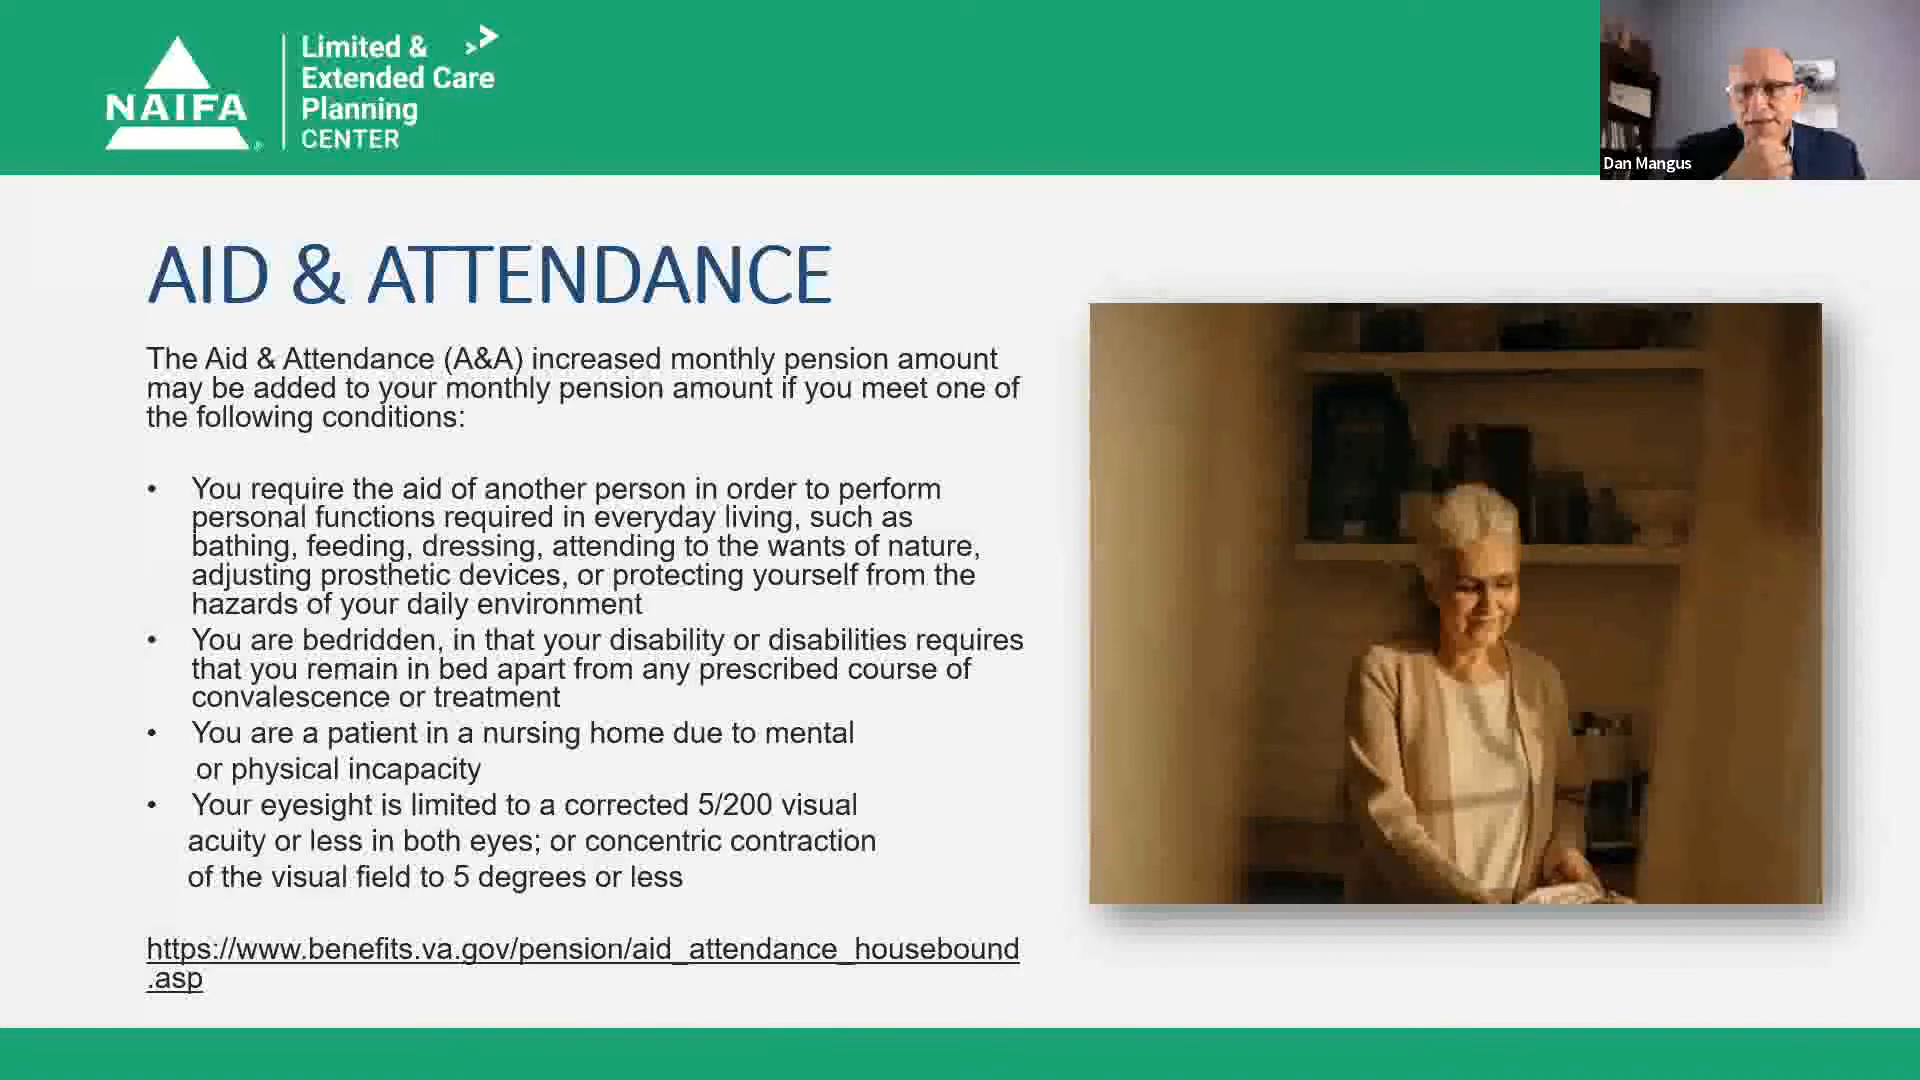 NAIFA
Limited &
Extended Care
Planning
CENTER
Dan Mangus
AID & ATTENDANCE
The Aid & Attendance (A&A) increased monthly pension amount
may be added to your monthly pension amount if you meet one of
the following conditions:
• You require the aid of another person in order to perform
personal functions required in everyday living, such as
bathing, feeding, dressing, attending to the wants of nature,
adjusting prosthetic devices, or protecting yourself from the
hazards of your daily environment
• You are bedridden, in that your disability or disabilities requires
that you remain in bed apart from any prescribed course of
convalescence or treatment
• You are a patient in a nursing home due to mental
or physical incapacity
• Your eyesight is limited to a corrected 5/200 visual
acuity or less in both eyes; or concentric contraction
of the visual field to 5 degrees or less
https://www.benefits.va.gov/pension/aid_attendance_housebound
.asp